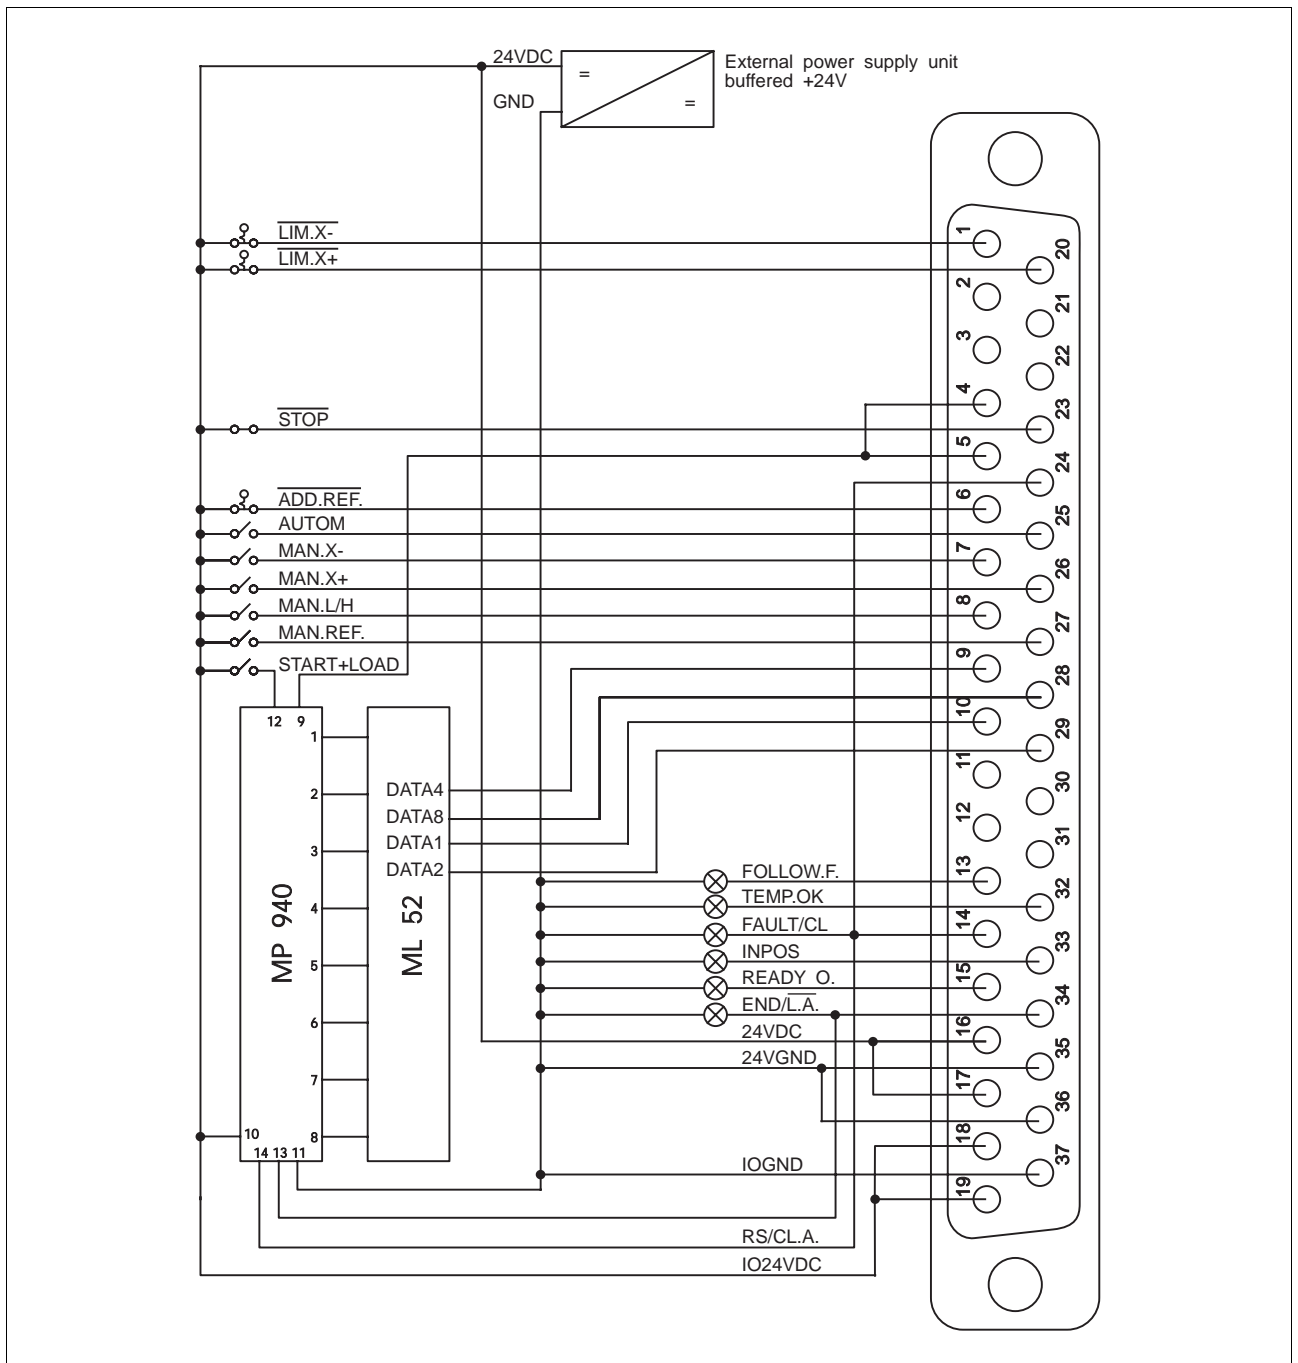 24VDC
GND
=
=
External power supply unit
buffered +24V
LIM.X-
LIM.X+
STOP
ADD.REF.
AUTOM
MAN.X-
MAN.X+
MAN.L/H
MAN.REF.
START+LOAD
12 9
1
2
3
4
5
6
7
8
10
14 13 11
MP 940
ML 52
DATA4
DATA8
DATA1
DATA2
FOLLOW.F.
TEMP.OK
FAULT/CL
INPOS
READY O.
END/L.A.
24VDC
24VGND
IOGND
RS/CL.A.
IO24VDC
1
20
2
21
3
22
4
23
5
24
6
25
7
26
8
27
9
28
10
29
11
30
12
31
13
32
14
33
15
34
16
35
17
36
18
37
19